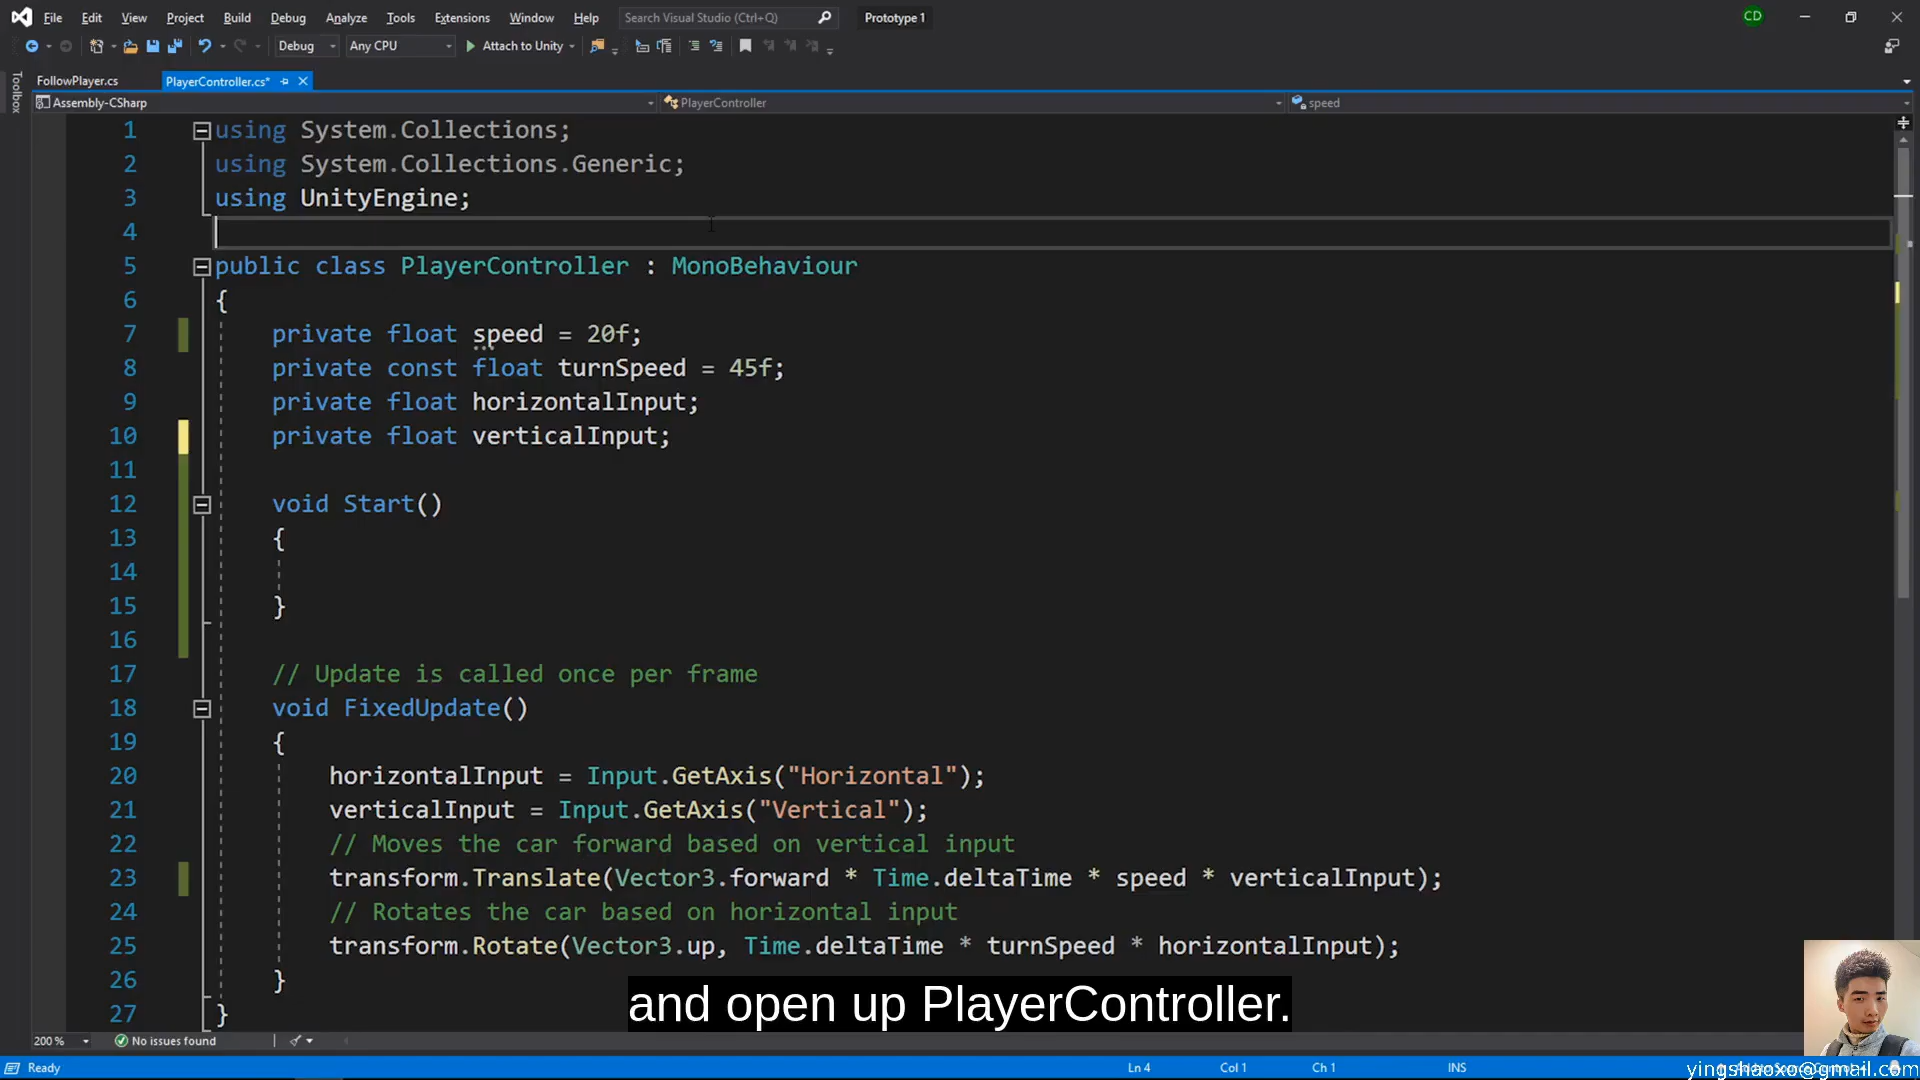 File Edit View Project Build Debug Analyze Tools Extensions Window Help Search Visual Studio (Ctrl+Q) Prototype 1 CD
Debug Any CPU Attach to Unity
Toolbox
FollowPlayer.cs PlayerController.cs*
Assembly-CSharp PlayerController speed
1 using System.Collections;
2 using System.Collections.Generic;
3 using UnityEngine;
4
5 public class PlayerController : MonoBehaviour
6 {
7 private float speed = 20f;
8 private const float turnSpeed = 45f;
9 private float horizontalInput;
10 private float verticalInput;
11
12 void Start()
13 {
14
15 }
16
17 // Update is called once per frame
18 void FixedUpdate()
19 {
20 horizontalInput = Input.GetAxis("Horizontal");
21 verticalInput = Input.GetAxis("Vertical");
22 // Moves the car forward based on vertical input
23 transform.Translate(Vector3.forward * Time.deltaTime * speed * verticalInput);
24 // Rotates the car based on horizontal input
25 transform.Rotate(Vector3.up, Time.deltaTime * turnSpeed * horizontalInput);
26 }
27 }
and open up PlayerController.
200 % No issues found
Ready Ln 4 Col 1 Ch 1 INS
yingshaoxo@gmail.com